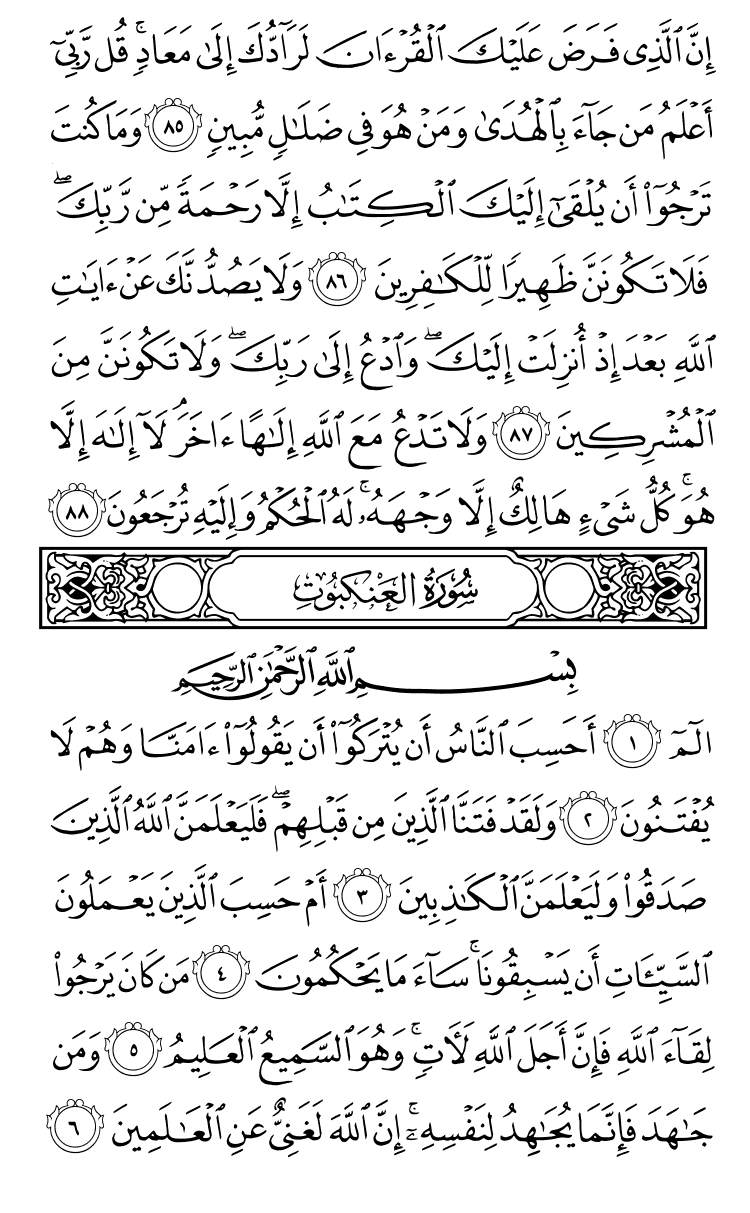 إِنَّ ٱلَّذِى فَرَضَ عَلَيْكَ ٱلْقُرْءَانَ لَرَآدُّكَ إِلَىٰ مَعَادٍۢ ۚ قُل رَّبِّىٓ
أَعْلَمُ مَن جَآءَ بِٱلْهُدَىٰ وَمَنْ هُوَ فِى ضَلَـٰلٍۢ مُّبِينٍۢ ٨٥ وَمَا كُنتَ
تَرْجُوٓا۟ أَن يُلْقَىٰٓ إِلَيْكَ ٱلْكِتَـٰبُ إِلَّا رَحْمَةًۭ مِّن رَّبِّكَ ۖ
فَلَا تَكُونَنَّ ظَهِيرًۭا لِّلْكَـٰفِرِينَ ٨٦ وَلَا يَصُدُّنَّكَ عَنْ ءَايَـٰتِ
ٱللَّهِ بَعْدَ إِذْ أُنزِلَتْ إِلَيْكَ ۖ وَٱدْعُ إِلَىٰ رَبِّكَ ۖ وَلَا تَكُونَنَّ مِنَ
ٱلْمُشْرِكِينَ ٨٧ وَلَا تَدْعُ مَعَ ٱللَّهِ إِلَـٰهًا ءَاخَرَ ۘ لَآ إِلَـٰهَ إِلَّا
هُوَ ۚ كُلُّ شَىْءٍ هَالِكٌ إِلَّا وَجْهَهُۥ ۚ لَهُ ٱلْحُكْمُ وَإِلَيْهِ تُرْجَعُونَ ٨٨
سُورَةُ العَنْكَبُوتِ
بِسْمِ ٱللَّهِ ٱلرَّحْمَـٰنِ ٱلرَّحِيمِ
الٓمٓ ١ أَحَسِبَ ٱلنَّاسُ أَن يُتْرَكُوٓا۟ أَن يَقُولُوٓا۟ ءَامَنَّا وَهُمْ لَا
يُفْتَنُونَ ٢ وَلَقَدْ فَتَنَّا ٱلَّذِينَ مِن قَبْلِهِمْ ۖ فَلَيَعْلَمَنَّ ٱللَّهُ ٱلَّذِينَ
صَدَقُوا۟ وَلَيَعْلَمَنَّ ٱلْكَـٰذِبِينَ ٣ أَمْ حَسِبَ ٱلَّذِينَ يَعْمَلُونَ
ٱلسَّيِّـَٔاتِ أَن يَسْبِقُونَا ۚ سَآءَ مَا يَحْكُمُونَ ٤ مَن كَانَ يَرْجُوا۟
لِقَآءَ ٱللَّهِ فَإِنَّ أَجَلَ ٱللَّهِ لَـَٔاتٍۢ ۚ وَهُوَ ٱلسَّمِيعُ ٱلْعَلِيمُ ٥ وَمَن
جَـٰهَدَ فَإِنَّمَا يُجَـٰهِدُ لِنَفْسِهِۦٓ ۚ إِنَّ ٱللَّهَ لَغَنِىٌّ عَنِ ٱلْعَـٰلَمِينَ ٦